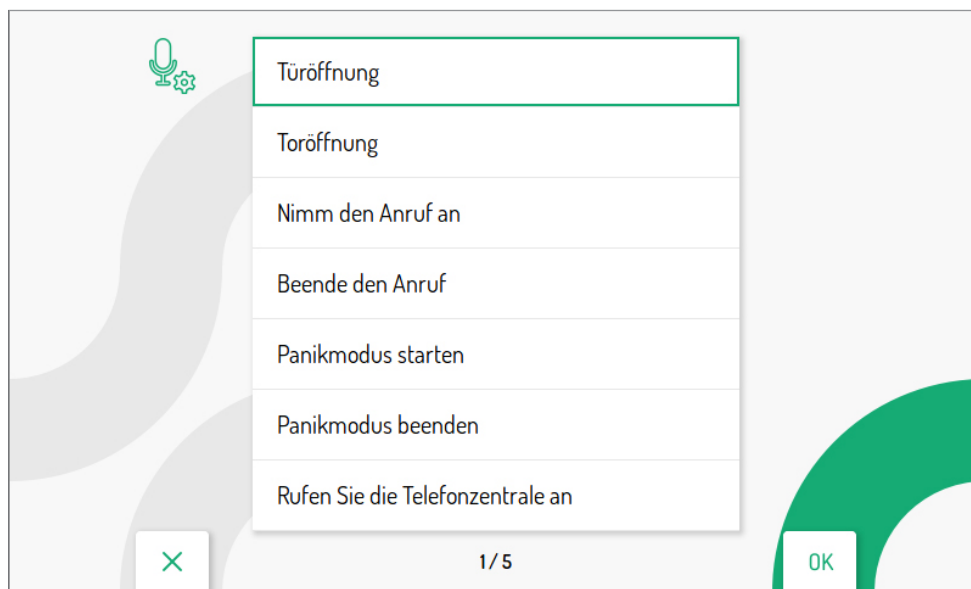 Türöffnung
Toröffnung
Nimm den Anruf an
Beende den Anruf
Panikmodus starten
Panikmodus beenden
Rufen Sie die Telefonzentrale an
1/5
OK